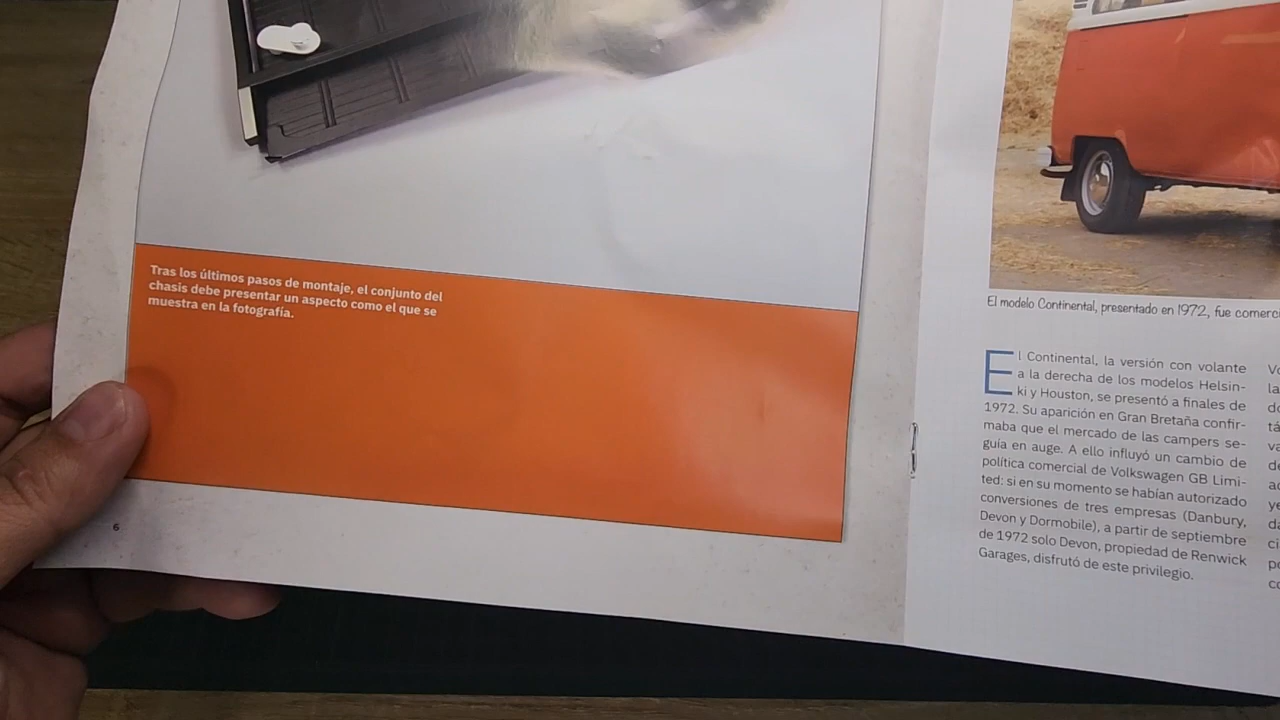 Tras los últimos pasos de montaje, el conjunto del
chasis debe presentar un aspecto como el que se
muestra en la fotografía.
6
El modelo Continental, presentado en 1972, fue
El Continental, la versión con volante
a la derecha de los modelos Helsin-
ki y Houston, se presentó a finales de
1972. Su aparición en Gran Bretaña confir-
maba que el mercado de las campers se-
guía en auge. A ello influyó un cambio de
política comercial de Volkswagen GB Limi-
ted: si en su momento se habían autorizado
conversiones de tres empresas (Danbury,
Devon y Dormobile), a partir de septiembre
de 1972 solo Devon, propiedad de Renwick
Garages, disfrutó de este privilegio.